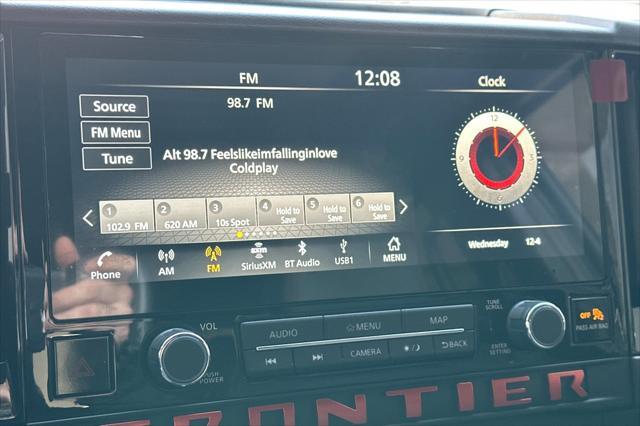 FM 12:08 Clock
98.7 FM
Source
FM Menu
Tune
Alt 98.7 Feelslikeimfallinginlove
Coldplay
12
1 2 3 4 5 6
102.9 FM 620 AM 10s Spot Hold to Save Hold to Save Hold to Save
Phone AM FM SiriusXM BT Audio USB1 MENU
Wednesday 12-4
VOL
PUSH POWER
AUDIO MENU MAP
CAMERA BACK
TUNE SCROLL
ENTER SETTING
OFF
PASS AIR BAG
FRONTIER